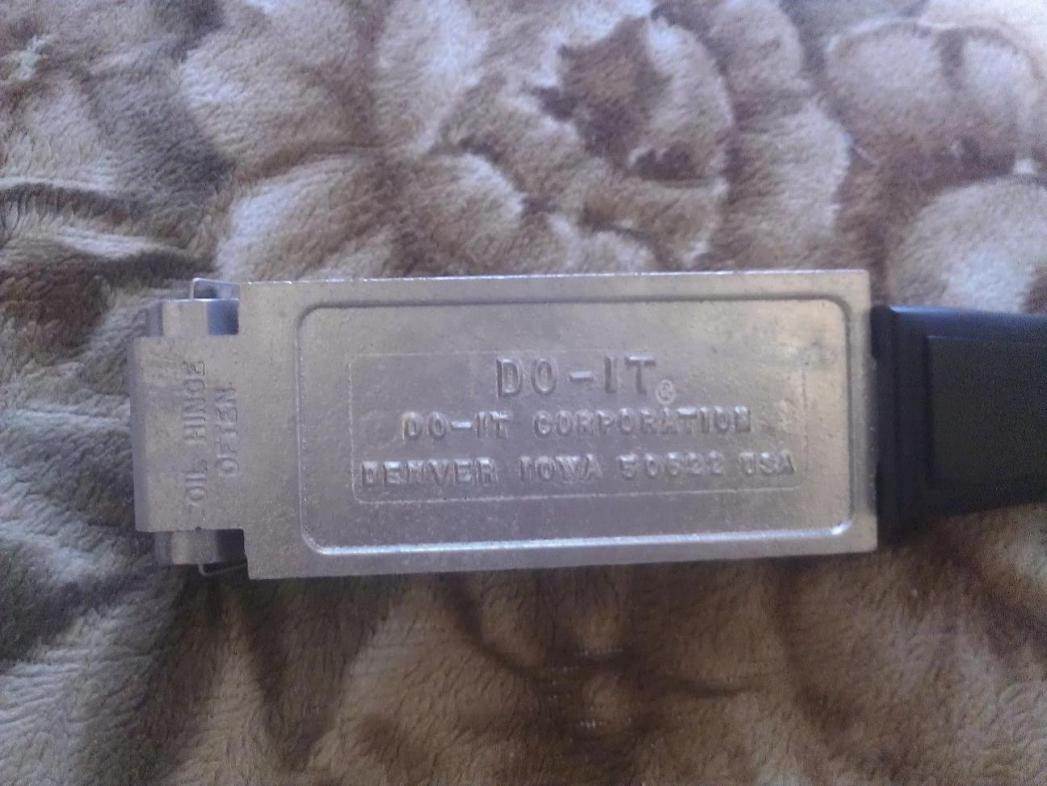 DO-IT®
DO-IT CORPORATION
DENVER IOWA 50622 USA
OIL HINGE
OFTEN